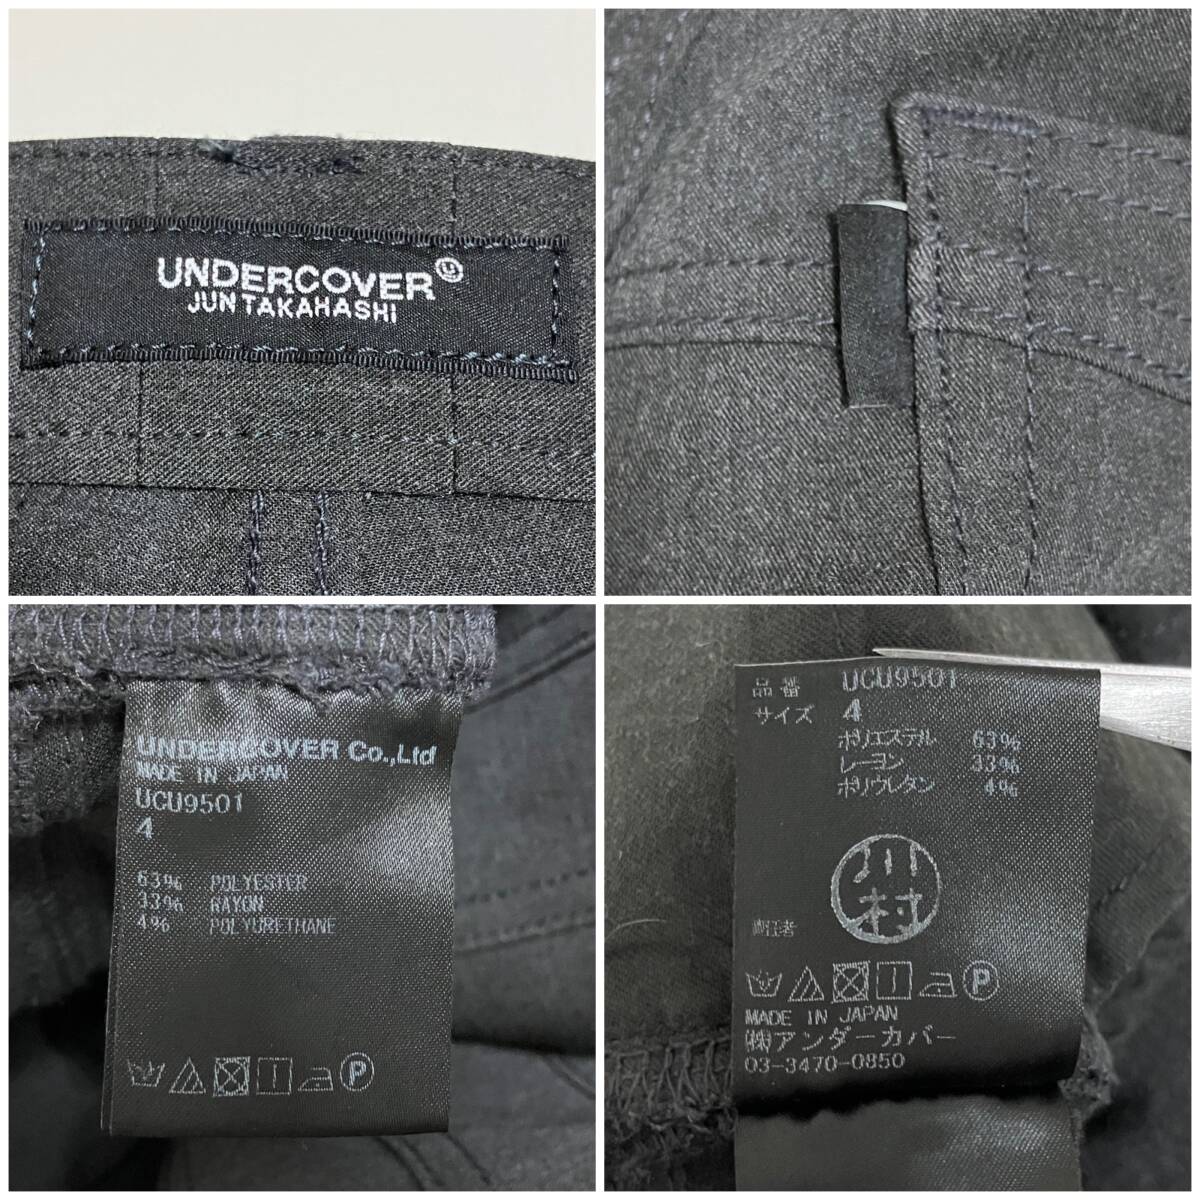 UNDERCOVER
JUNTAKAHASHI
UNDERCOVER Co.,Ltd
MADE IN JAPAN
UCU9501
4
63% POLYESTER
33% RAYON
4% POLYURETHANE
P
品番 UCU9501
サイズ 4
ポリエステル 63%
レーヨン 33%
ポリウレタン 4%
川村
責任者
P
MADE IN JAPAN
㈱アンダーカバー
03-3470-0850